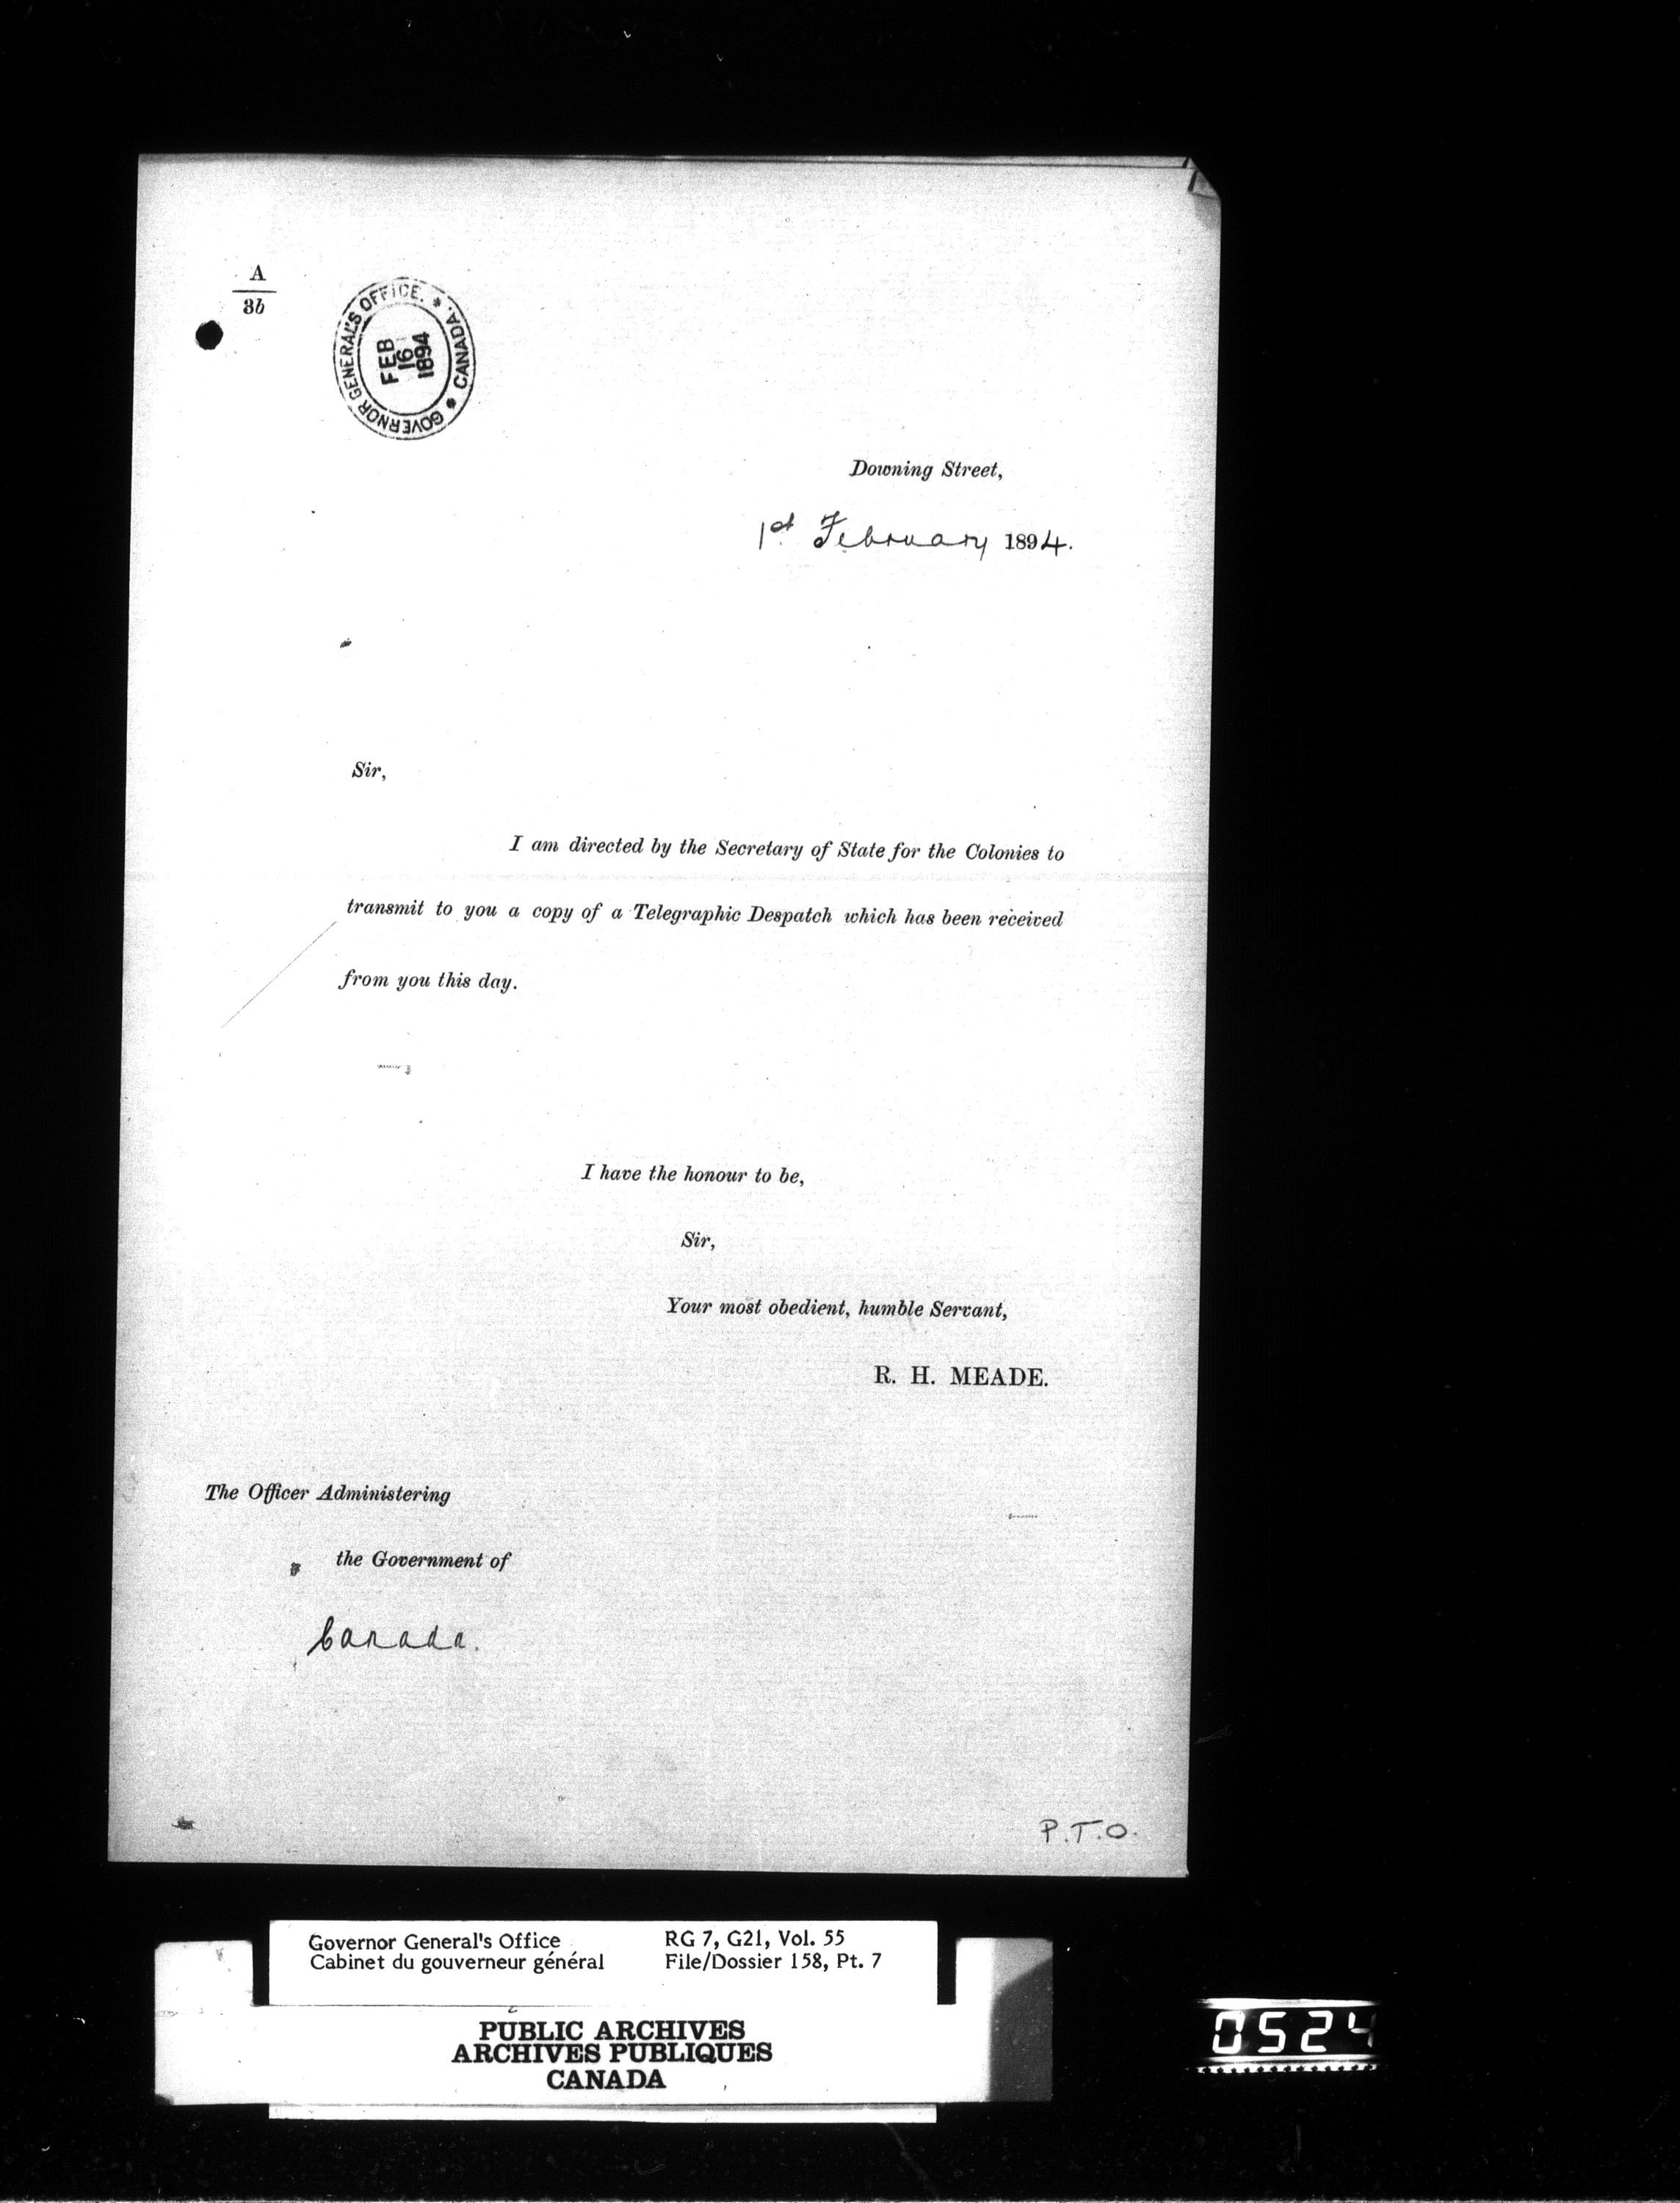 A
3b
GOVERNOR GENERAL'S OFFICE. * CANADA. *
FEB
16
1894
Downing Street,
1st February 1894.
Sir,
I am directed by the Secretary of State for the Colonies to
transmit to you a copy of a Telegraphic Despatch which has been received
from you this day.
I have the honour to be,
Sir,
Your most obedient, humble Servant,
R. H. MEADE.
The Officer Administering
the Government of
Canada.
P.T.O.
Governor General's Office RG 7, G21, Vol. 55
Cabinet du gouverneur général File/Dossier 158, Pt. 7
PUBLIC ARCHIVES
ARCHIVES PUBLIQUES
CANADA
0524